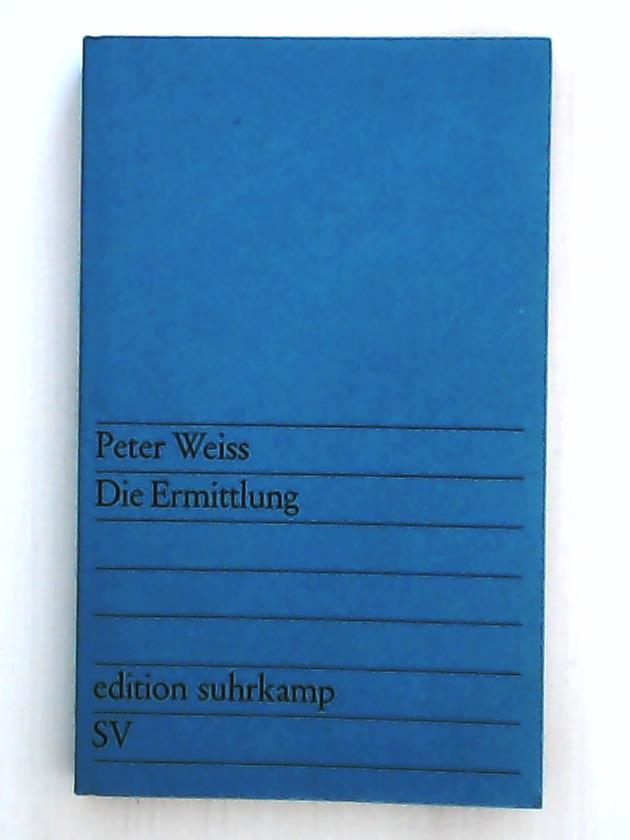 Peter Weiss
Die Ermittlung
edition suhrkamp
SV